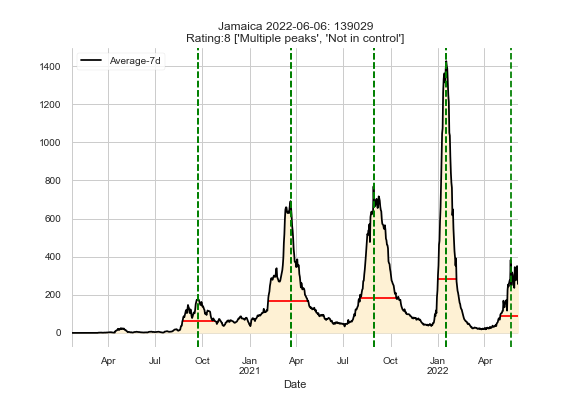 Jamaica 2022-06-06: 139029
Rating:8 ['Multiple peaks', 'Not in control']
Average-7d
1400
1200
1000
800
600
400
200
0
Apr Jul Oct Jan Apr Jul Oct Jan Apr
2021 2022
Date